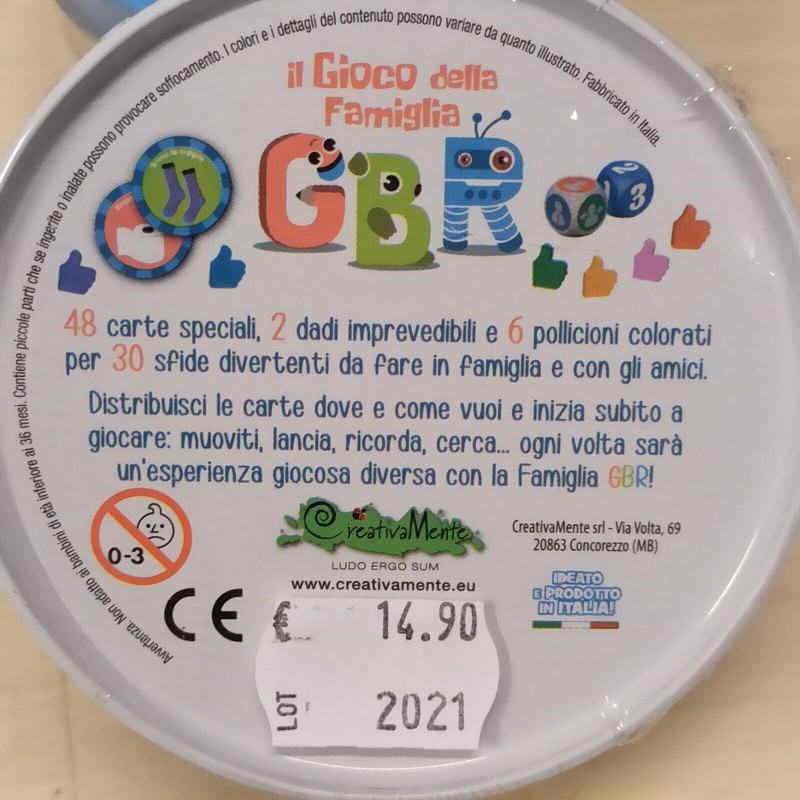 Avvertenza. Non adatto ai bambini di età inferiore ai 36 mesi. Contiene piccole parti che se ingerite o inalate possono provocare soffocamento. I colori e i dettagli del contenuto possono variare da quanto illustrato. Fabbricato in Italia.
il Gioco della
Famiglia
GBR
2
3
48 carte speciali, 2 dadi imprevedibili e 6 pollicioni colorati
per 30 sfide divertenti da fare in famiglia e con gli amici.
Distribuisci le carte dove e come vuoi e inizia subito a
giocare: muoviti, lancia, ricorda, cerca... ogni volta sarà
un'esperienza giocosa diversa con la Famiglia GBR!
0-3
CreativaMente
LUDO ERGO SUM
www.creativamente.eu
CreativaMente srl - Via Volta, 69
20863 Concorezzo (MB)
IDEATO
E PRODOTTO
IN ITALIA!
CE
€ 14.90
LOT 2021